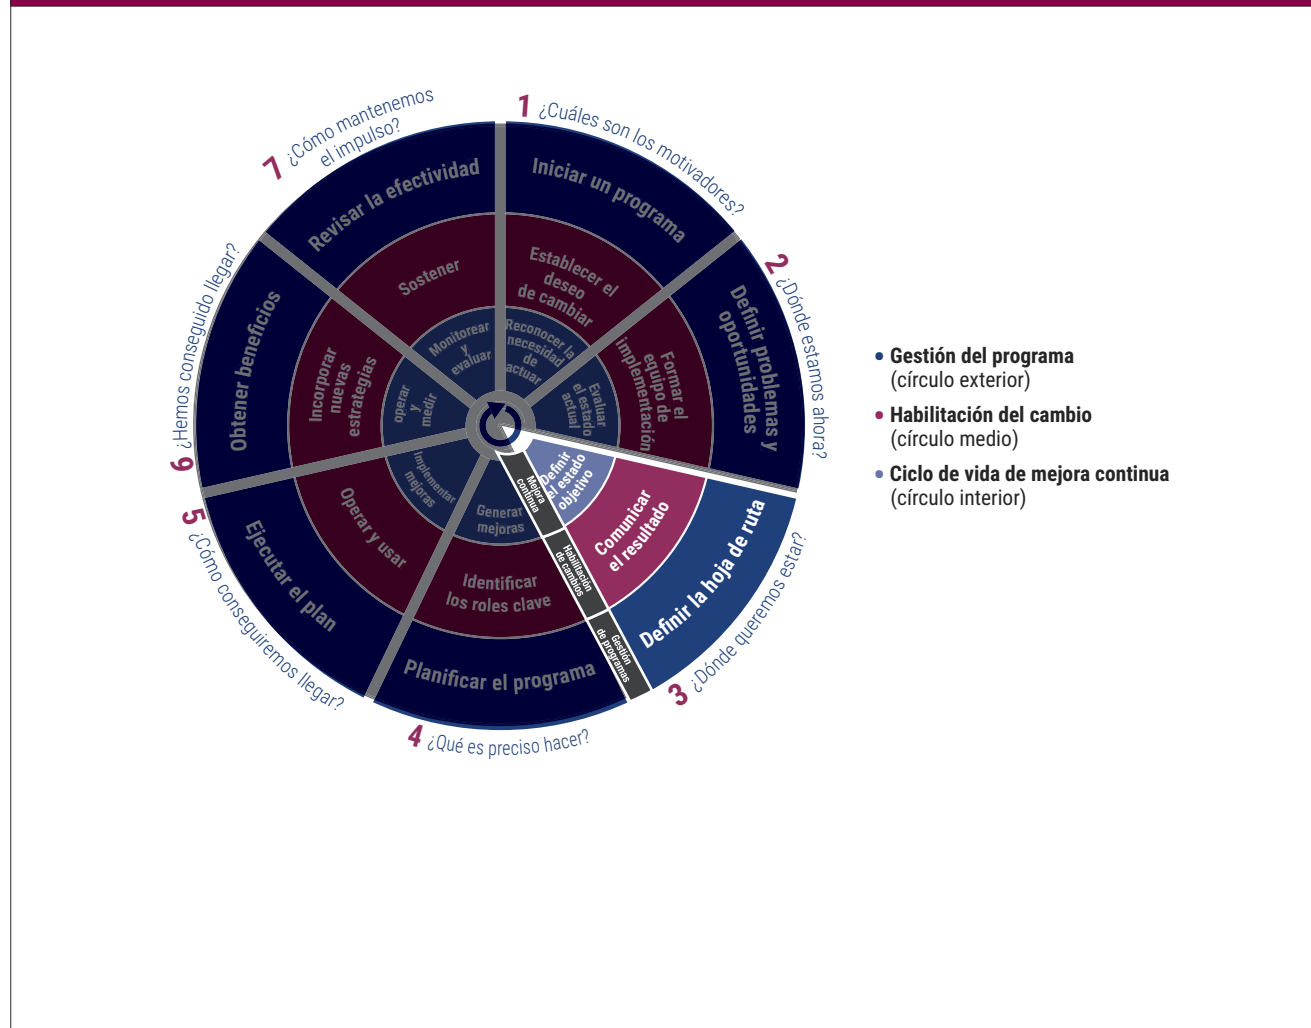 1 ¿Cuáles son los motivadores?
Iniciar un programa
Establecer el
deseo
de cambiar
Reconocer la
necesidad
de
actuar
2 ¿Dónde estamos ahora?
Definir problemas y
oportunidades
Formar el
equipo de
implementación
Evaluar
el estado
actual
3 ¿Dónde queremos estar?
Definir la hoja de ruta
Comunicar
el resultado
Definir
el estado
objetivo
Mejora
continua
Habilitación
de cambios
Gestión
de programas
4 ¿Qué es preciso hacer?
Planificar el programa
Identificar
los roles clave
Generar
mejoras
5 ¿Cómo conseguiremos llegar?
Ejecutar el plan
Operar y usar
Implementar
mejoras
6 ¿Hemos conseguido llegar?
Obtener beneficios
Incorporar
nuevas
estrategias
operar
y
medir
7 ¿Cómo mantenemos
el impulso?
Revisar la efectividad
Sostener
Monitorear
y
evaluar
• Gestión del programa
(círculo exterior)
• Habilitación del cambio
(círculo medio)
• Ciclo de vida de mejora continua
(círculo interior)